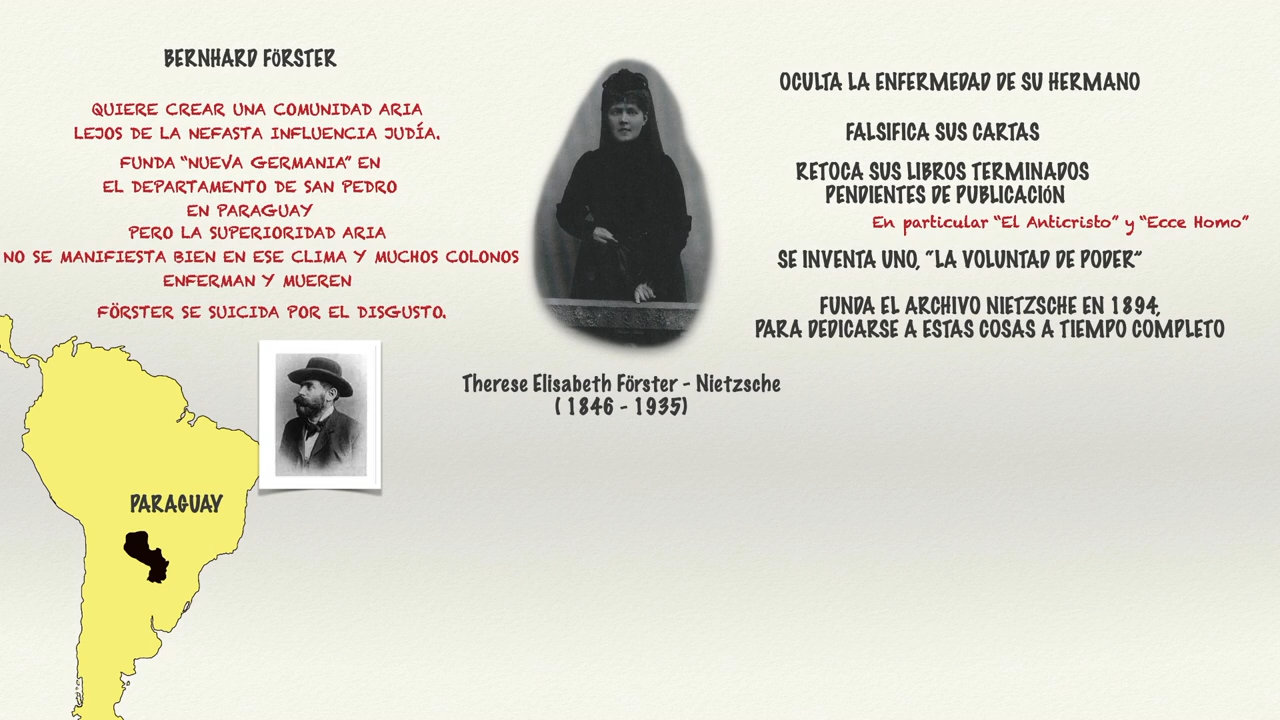 BERNHARD FÖRSTER
QUIERE CREAR UNA COMUNIDAD ARIA
LEJOS DE LA NEFASTA INFLUENCIA JUDÍA.
FUNDA “NUEVA GERMANIA” EN
EL DEPARTAMENTO DE SAN PEDRO
EN PARAGUAY
PERO LA SUPERIORIDAD ARIA
NO SE MANIFIESTA BIEN EN ESE CLIMA Y MUCHOS COLONOS
ENFERMAN Y MUEREN
FÖRSTER SE SUICIDA POR EL DISGUSTO.
PARAGUAY
Therese Elisabeth Förster - Nietzsche
( 1846 - 1935)
OCULTA LA ENFERMEDAD DE SU HERMANO
FALSIFICA SUS CARTAS
RETOCA SUS LIBROS TERMINADOS
PENDIENTES DE PUBLICACIÓN
En particular “El Anticristo” y “Ecce Homo”
SE INVENTA UNO, “LA VOLUNTAD DE PODER”
FUNDA EL ARCHIVO NIETZSCHE EN 1894,
PARA DEDICARSE A ESTAS COSAS A TIEMPO COMPLETO